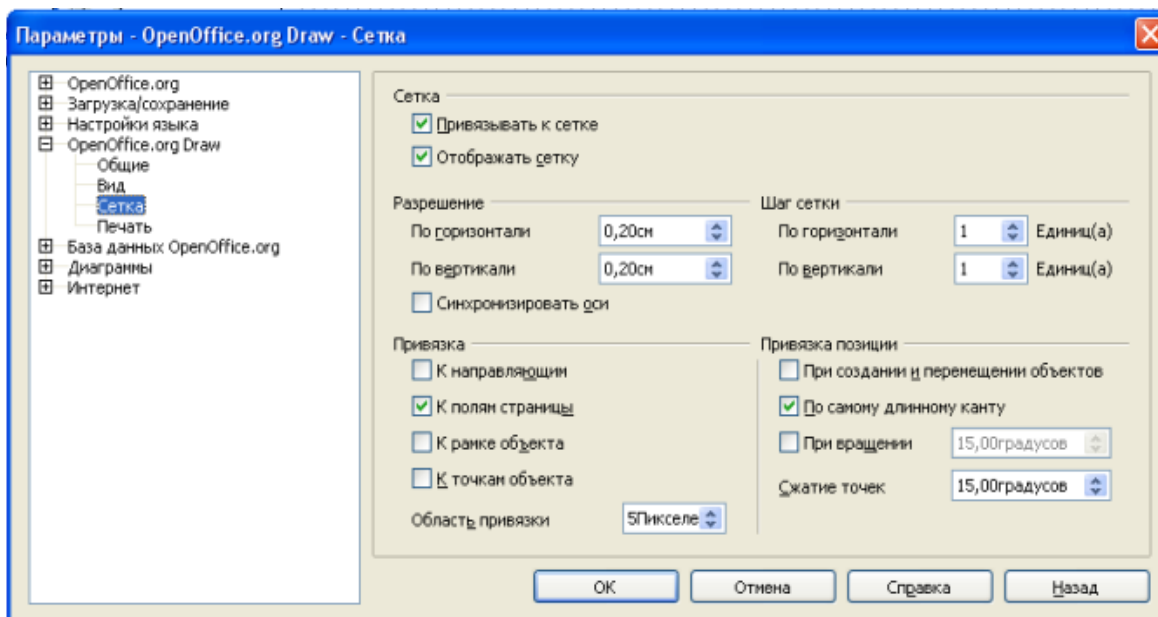 Параметры - OpenOffice.org Draw - Сетка
OpenOffice.org
Загрузка/сохранение
Настройки языка
OpenOffice.org Draw
Общие
Вид
Сетка
Печать
База данных OpenOffice.org
Диаграммы
Интернет
Сетка
Привязывать к сетке
Отображать сетку
Разрешение
По горизонтали 0,20см
По вертикали 0,20см
Синхронизировать оси
Шаг сетки
По горизонтали 1 Единиц(а)
По вертикали 1 Единиц(а)
Привязка
К направляющим
К полям страницы
К рамке объекта
К точкам объекта
Область привязки 5Пикселе
Привязка позиции
При создании и перемещении объектов
По самому длинному канту
При вращении 15,00градусов
Сжатие точек 15,00градусов
ОК Отмена Справка Назад